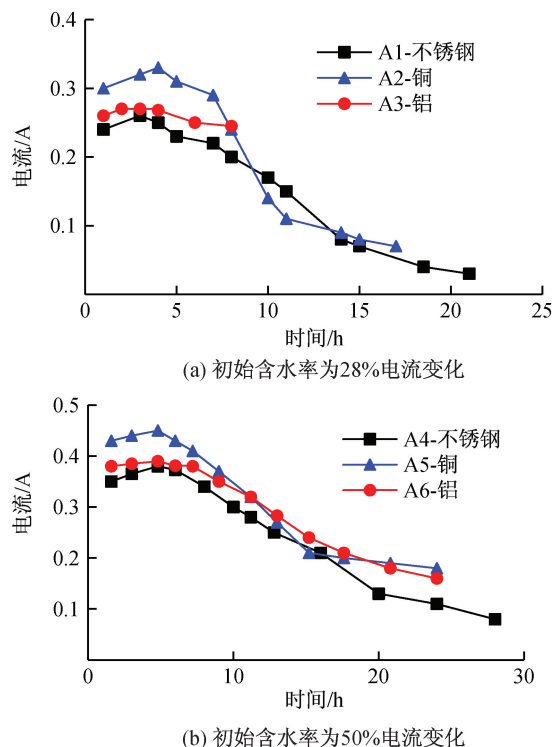 0.4
0.3
0.2
0.1
电流/A
A1-不锈钢
A2-铜
A3-铝
0 5 10 15 20 25
时间/h
(a) 初始含水率为28%电流变化
0.5
0.4
0.3
0.2
0.1
电流/A
A4-不锈钢
A5-铜
A6-铝
0 10 20 30
时间/h
(b) 初始含水率为50%电流变化